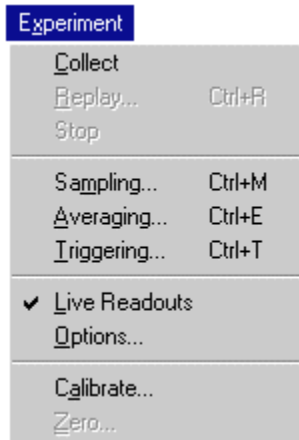 Experiment
Collect
Replay... Ctrl+R
Stop
Sampling... Ctrl+M
Averaging... Ctrl+E
Triggering... Ctrl+T
Live Readouts
Options...
Calibrate...
Zero...